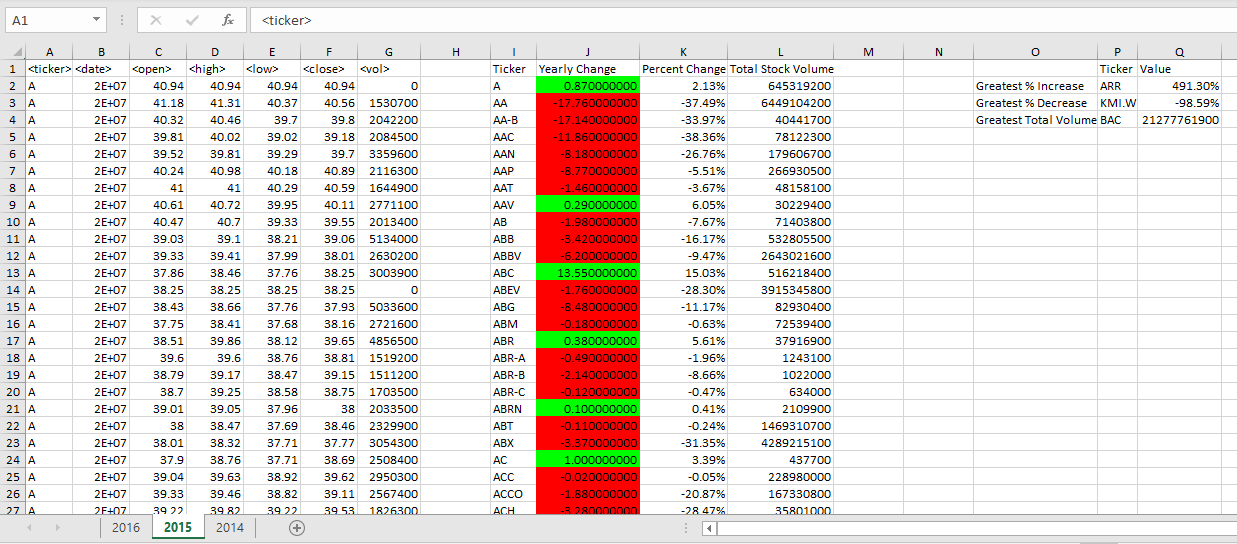 A1 fx <ticker>
A B C D E F G H I J K L M N O P Q
1 <ticker> <date> <open> <high> <low> <close> <vol> Ticker Yearly Change Percent Change Total Stock Volume Ticker Value
2 A 2E+07 40.94 40.94 40.94 40.94 0 A 0.870000000 2.13% 645319200 Greatest % Increase ARR 491.30%
3 A 2E+07 41.18 41.31 40.37 40.56 1530700 AA -17.760000000 -37.49% 6449104200 Greatest % Decrease KMI.W -98.59%
4 A 2E+07 40.32 40.46 39.7 39.8 2042200 AA-B -17.140000000 -33.97% 40441700 Greatest Total Volume BAC 21277761900
5 A 2E+07 39.81 40.02 39.02 39.18 2084500 AAC -11.860000000 -38.36% 78122300
6 A 2E+07 39.52 39.81 39.29 39.7 3359600 AAN -8.180000000 -26.76% 179606700
7 A 2E+07 40.24 40.98 40.18 40.89 2116300 AAP -8.770000000 -5.51% 266930500
8 A 2E+07 41 41 40.29 40.59 1644900 AAT -1.460000000 -3.67% 48158100
9 A 2E+07 40.61 40.72 39.95 40.11 2771100 AAV 0.290000000 6.05% 30229400
10 A 2E+07 40.47 40.7 39.33 39.55 2013400 AB -1.980000000 -7.67% 71403800
11 A 2E+07 39.03 39.1 38.21 39.06 5134000 ABB -3.420000000 -16.17% 532805500
12 A 2E+07 39.33 39.41 37.99 38.01 2630200 ABBV -6.200000000 -9.47% 2643021600
13 A 2E+07 37.86 38.46 37.76 38.25 3003900 ABC 13.550000000 15.03% 516218400
14 A 2E+07 38.25 38.25 38.25 38.25 0 ABEV -1.760000000 -28.30% 3915345800
15 A 2E+07 38.43 38.66 37.76 37.93 5033600 ABG -8.480000000 -11.17% 82930400
16 A 2E+07 37.75 38.41 37.68 38.16 2721600 ABM -0.180000000 -0.63% 72539400
17 A 2E+07 38.51 39.86 38.12 39.65 4856500 ABR 0.380000000 5.61% 37916900
18 A 2E+07 39.6 39.6 38.76 38.81 1519200 ABR-A -0.490000000 -1.96% 1243100
19 A 2E+07 38.79 39.17 38.47 39.15 1511200 ABR-B -2.140000000 -8.66% 1022000
20 A 2E+07 38.7 39.25 38.58 38.75 1703500 ABR-C -0.120000000 -0.47% 634000
21 A 2E+07 39.01 39.05 37.96 38 2033500 ABRN 0.100000000 0.41% 2109900
22 A 2E+07 38 38.47 37.69 38.46 2329900 ABT -0.110000000 -0.24% 1469310700
23 A 2E+07 38.01 38.32 37.71 37.77 3054300 ABX -3.370000000 -31.35% 4289215100
24 A 2E+07 37.9 38.76 37.71 38.69 2508400 AC 1.000000000 3.39% 437700
25 A 2E+07 39.04 39.63 38.92 39.62 2950300 ACC -0.020000000 -0.05% 228980000
26 A 2E+07 39.33 39.46 38.82 39.11 2567400 ACCO -1.880000000 -20.87% 167330800
27 A 2E+07 39.22 39.82 39.22 39.53 1826300 ACH -3.280000000 -28.47% 35801000
2016 2015 2014